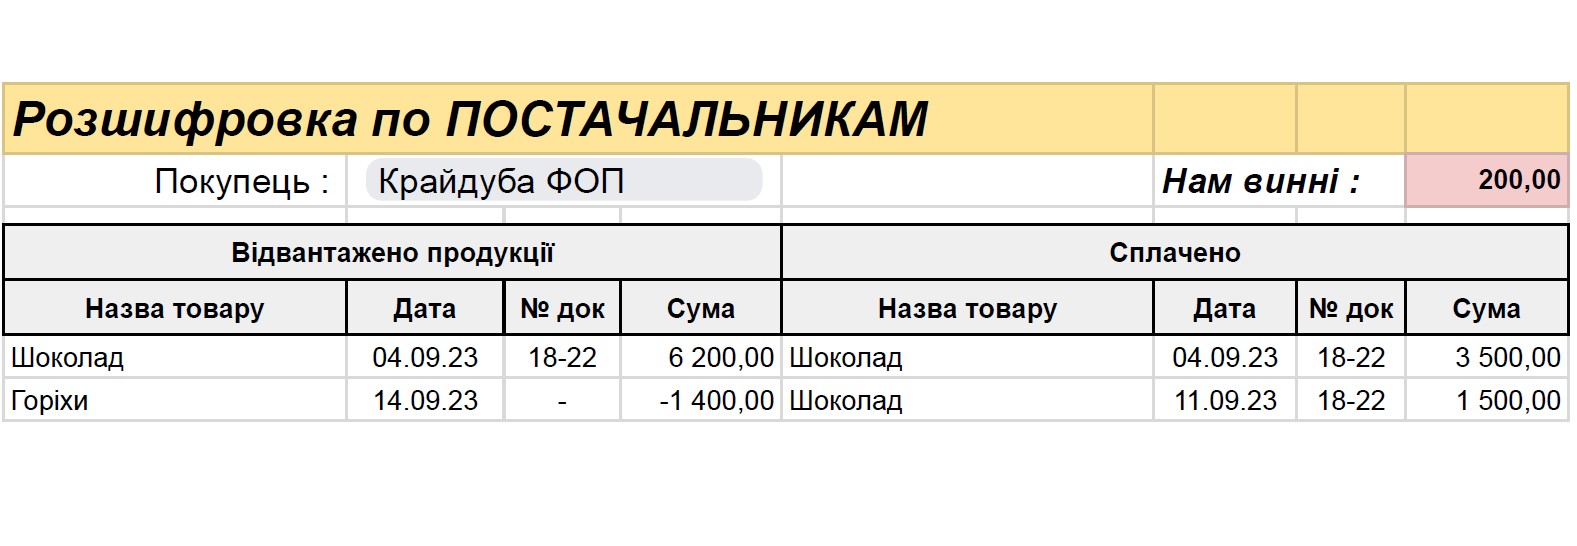 Розшифровка по ПОСТАЧАЛЬНИКАМ
Покупець : Крайдуба ФОП Нам винні : 200,00
Відвантажено продукції Сплачено
Назва товару Дата № док Сума Назва товару Дата № док Сума
Шоколад 04.09.23 18-22 6 200,00 Шоколад 04.09.23 18-22 3 500,00
Горіхи 14.09.23 - -1 400,00 Шоколад 11.09.23 18-22 1 500,00